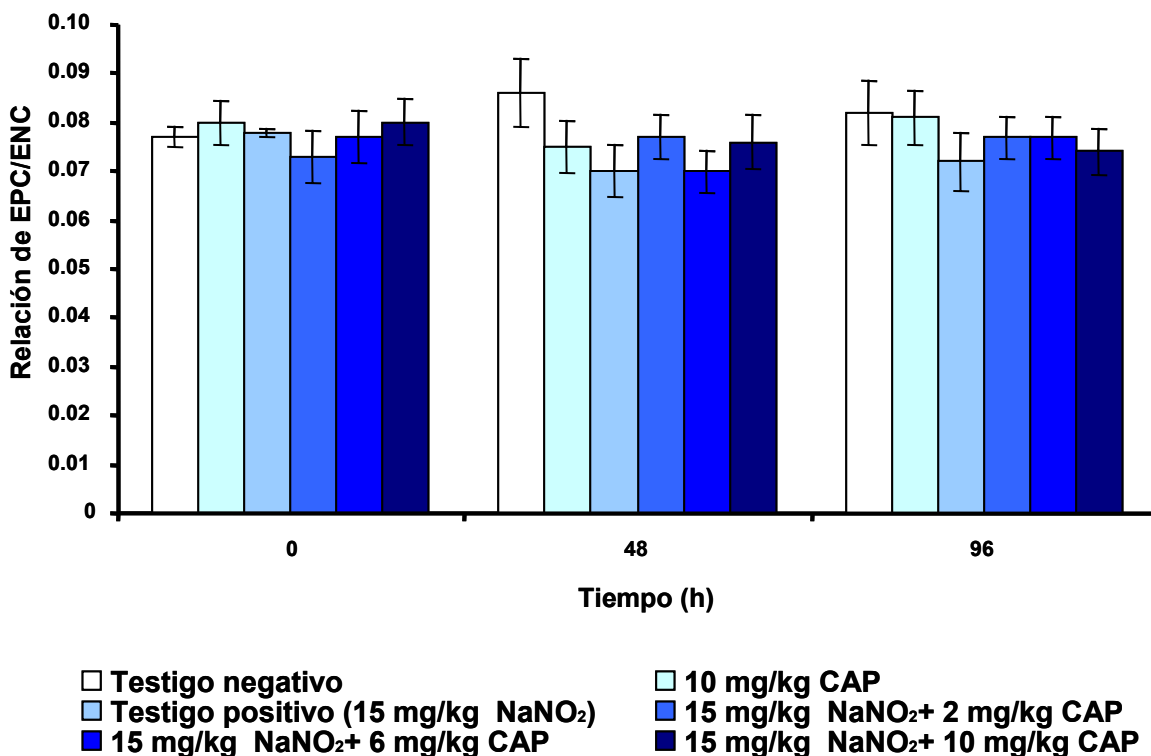 0.10
0.09
0.08
0.07
0.06
0.05
0.04
0.03
0.02
0.01
0
Relación de EPC/ENC
0 48 96
Tiempo (h)
Testigo negativo 10 mg/kg CAP
Testigo positivo (15 mg/kg NaNO₂) 15 mg/kg NaNO₂+ 2 mg/kg CAP
15 mg/kg NaNO₂+ 6 mg/kg CAP 15 mg/kg NaNO₂+ 10 mg/kg CAP